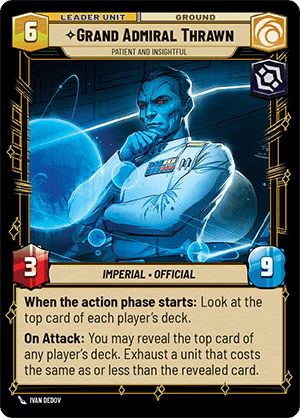 LEADER UNIT
GROUND
6
GRAND ADMIRAL THRAWN
PATIENT AND INSIGHTFUL
3
IMPERIAL • OFFICIAL
9
When the action phase starts: Look at the
top card of each player's deck.
On Attack: You may reveal the top card of
any player's deck. Exhaust a unit that costs
the same as or less than the revealed card.
IVAN DEDOV